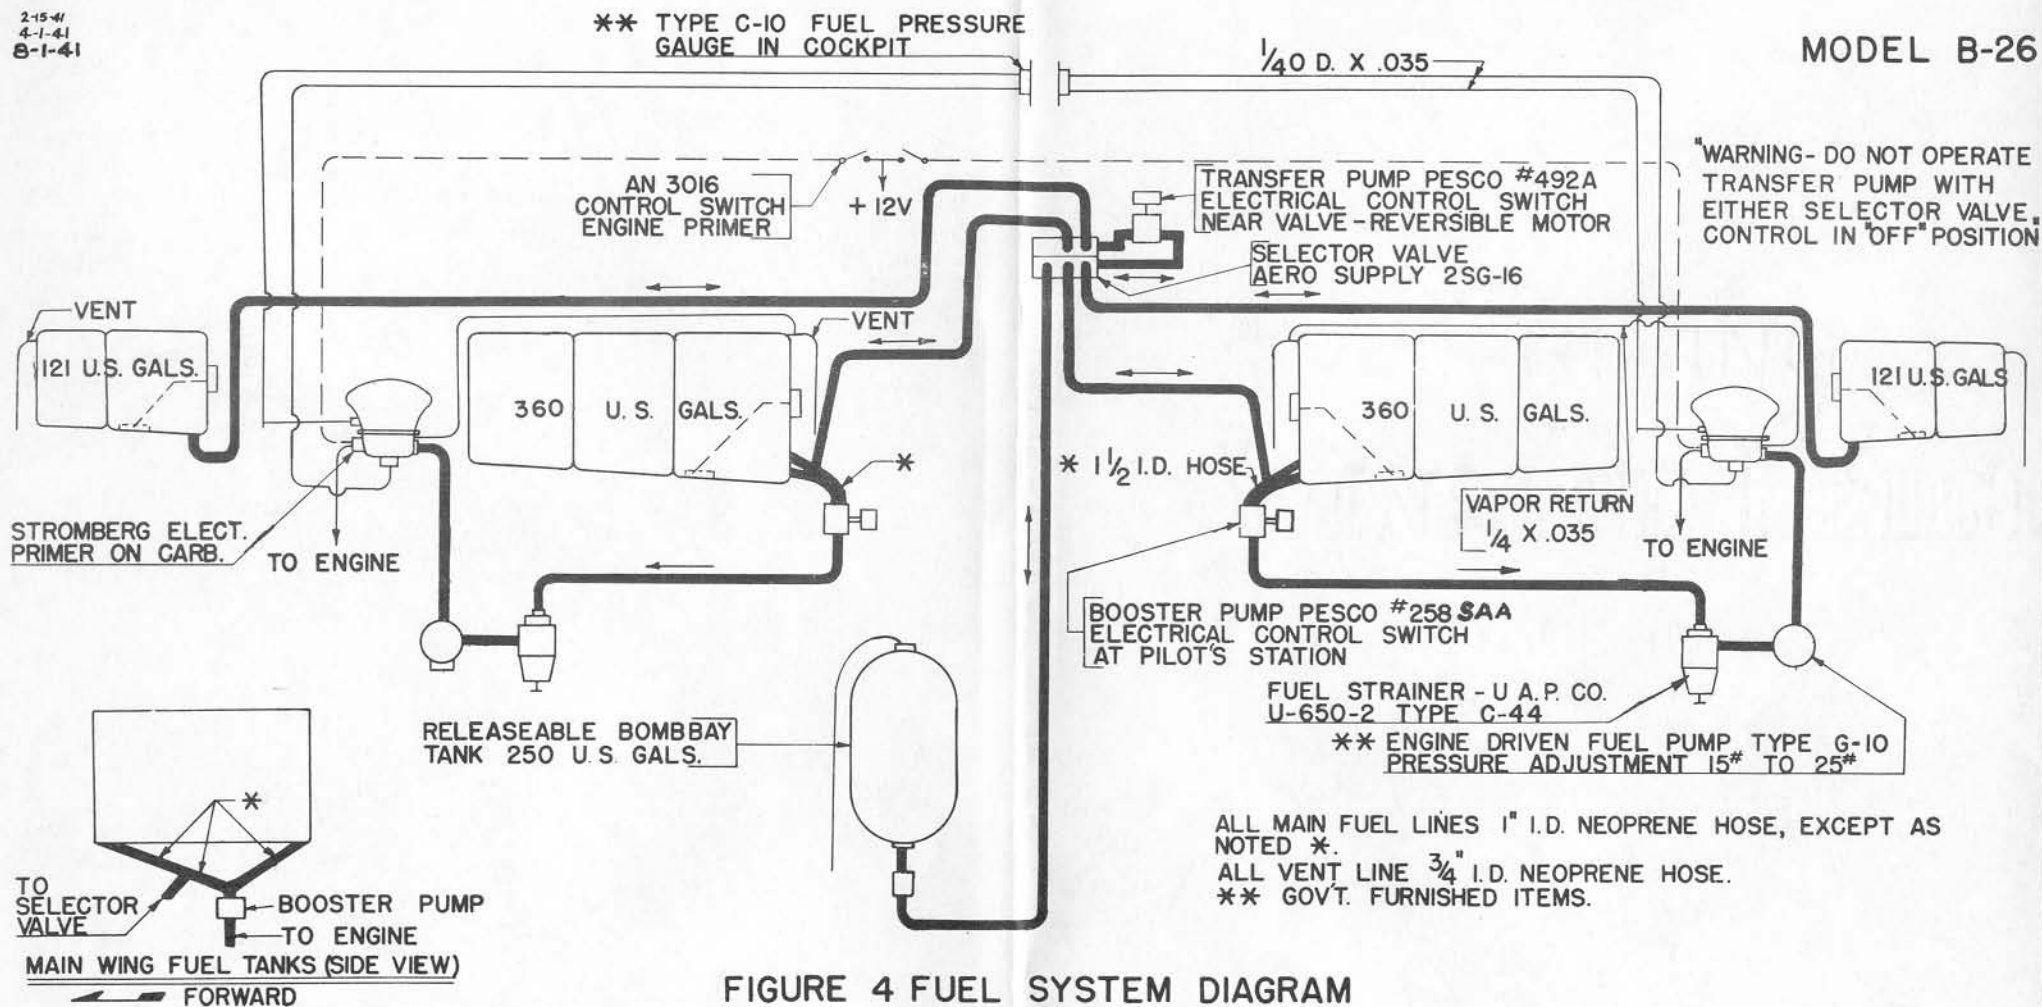 2-15-41
4-1-41
8-1-41
** TYPE C-10 FUEL PRESSURE
GAUGE IN COCKPIT
1/4 O D. X .035
MODEL B-26
"WARNING- DO NOT OPERATE
TRANSFER PUMP WITH
EITHER SELECTOR VALVE
CONTROL IN "OFF" POSITION"
AN 3016
CONTROL SWITCH
ENGINE PRIMER
+ 12V
TRANSFER PUMP PESCO #492A
ELECTRICAL CONTROL SWITCH
NEAR VALVE - REVERSIBLE MOTOR
SELECTOR VALVE
AERO SUPPLY 2SG-16
VENT
VENT
121 U.S. GALS.
360 U. S. GALS.
360 U. S. GALS.
121 U.S. GALS
*
* 1 1/2 I.D. HOSE
VAPOR RETURN
1/4 X .035
STROMBERG ELECT.
PRIMER ON CARB.
TO ENGINE
TO ENGINE
BOOSTER PUMP PESCO #258 SAA
ELECTRICAL CONTROL SWITCH
AT PILOT'S STATION
FUEL STRAINER - U A.P. CO.
U-650-2 TYPE C-44
** ENGINE DRIVEN FUEL PUMP TYPE G-10
PRESSURE ADJUSTMENT 15# TO 25#
RELEASEABLE BOMB BAY
TANK 250 U. S. GALS.
*
TO
SELECTOR
VALVE
BOOSTER PUMP
TO ENGINE
MAIN WING FUEL TANKS (SIDE VIEW)
FORWARD
ALL MAIN FUEL LINES 1" I.D. NEOPRENE HOSE, EXCEPT AS
NOTED *.
ALL VENT LINE 3/4" I.D. NEOPRENE HOSE.
** GOV'T. FURNISHED ITEMS.
FIGURE 4 FUEL SYSTEM DIAGRAM